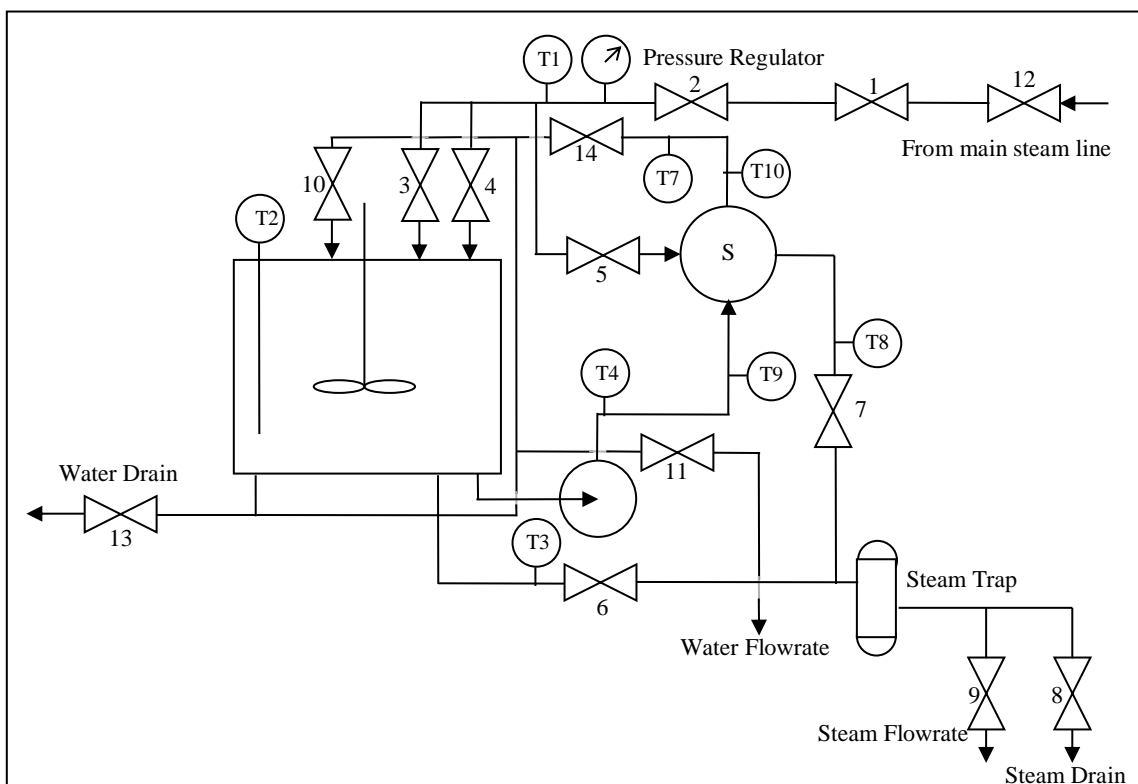 T1
Pressure Regulator
2
1
12
From main steam line
14
T7
T10
10
3
4
T2
5
S
T8
T4
T9
7
11
Water Drain
13
T3
6
Steam Trap
Water Flowrate
9
8
Steam Flowrate
Steam Drain